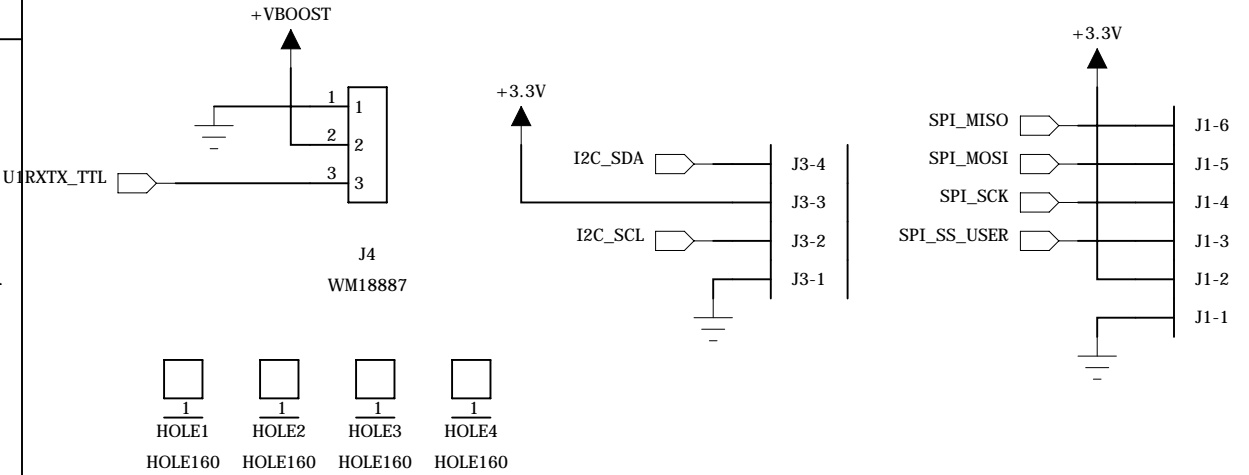 +VBOOST
+3.3V
+3.3V
1 1
2 2
3 3
U1RXTX_TTL
J4
WM18887
I2C_SDA J3-4
J3-3
I2C_SCL J3-2
J3-1
SPI_MISO J1-6
SPI_MOSI J1-5
SPI_SCK J1-4
SPI_SS_USER J1-3
J1-2
J1-1
1 1 1 1
HOLE1 HOLE2 HOLE3 HOLE4
HOLE160 HOLE160 HOLE160 HOLE160